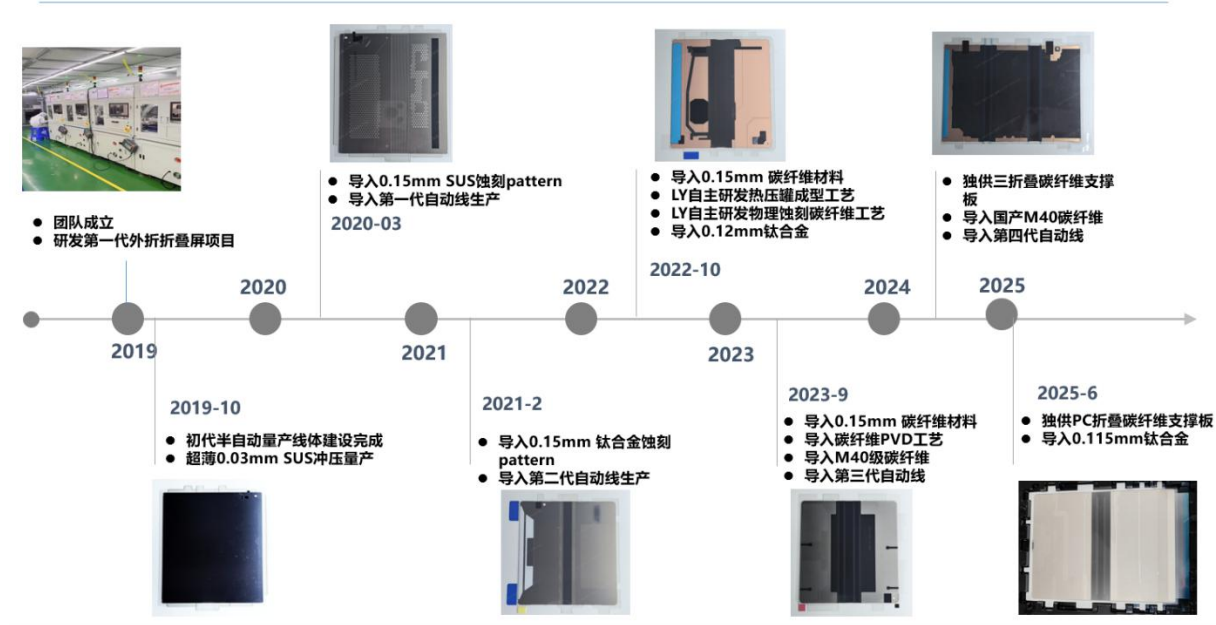 ● 团队成立
● 研发第一代外折折叠屏项目
● 导入0.15mm SUS蚀刻pattern
● 导入第一代自动线生产
2020-03
● 导入0.15mm 碳纤维材料
● LY自主研发热压罐成型工艺
● LY自主研发物理蚀刻碳纤维工艺
● 导入0.12mm钛合金
2022-10
● 独供三折叠碳纤维支撑
板
● 导入国产M40碳纤维
● 导入第四代自动线
2019
2020
2021
2022
2023
2024
2025
2019-10
● 初代半自动量产线体建设完成
● 超薄0.03mm SUS冲压量产
2021-2
● 导入0.15mm 钛合金蚀刻
pattern
● 导入第二代自动线生产
2023-9
● 导入0.15mm 碳纤维材料
● 导入碳纤维PVD工艺
● 导入M40级碳纤维
● 导入第三代自动线
2025-6
● 独供PC折叠碳纤维支撑板
● 导入0.115mm钛合金